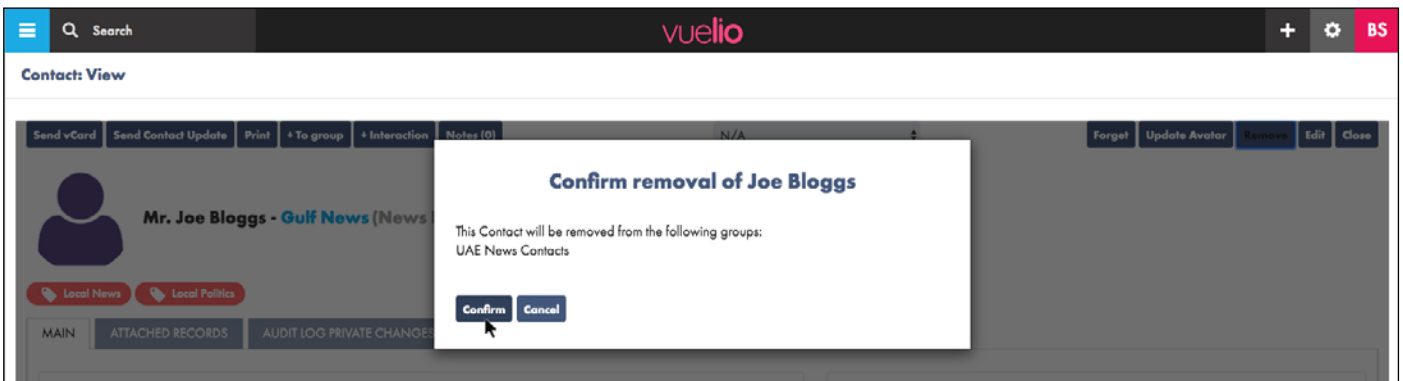 Search
vuelio
BS
Contact: View
Send vCard Send Contact Update Print + To group + Interaction Notes (0) N/A Forget Update Avatar Remove Edit Close
Confirm removal of Joe Bloggs
Mr. Joe Bloggs - Gulf News (News
This Contact will be removed from the following groups:
UAE News Contacts
Local News Local Politics
Confirm Cancel
MAIN ATTACHED RECORDS AUDIT LOG PRIVATE CHANGES